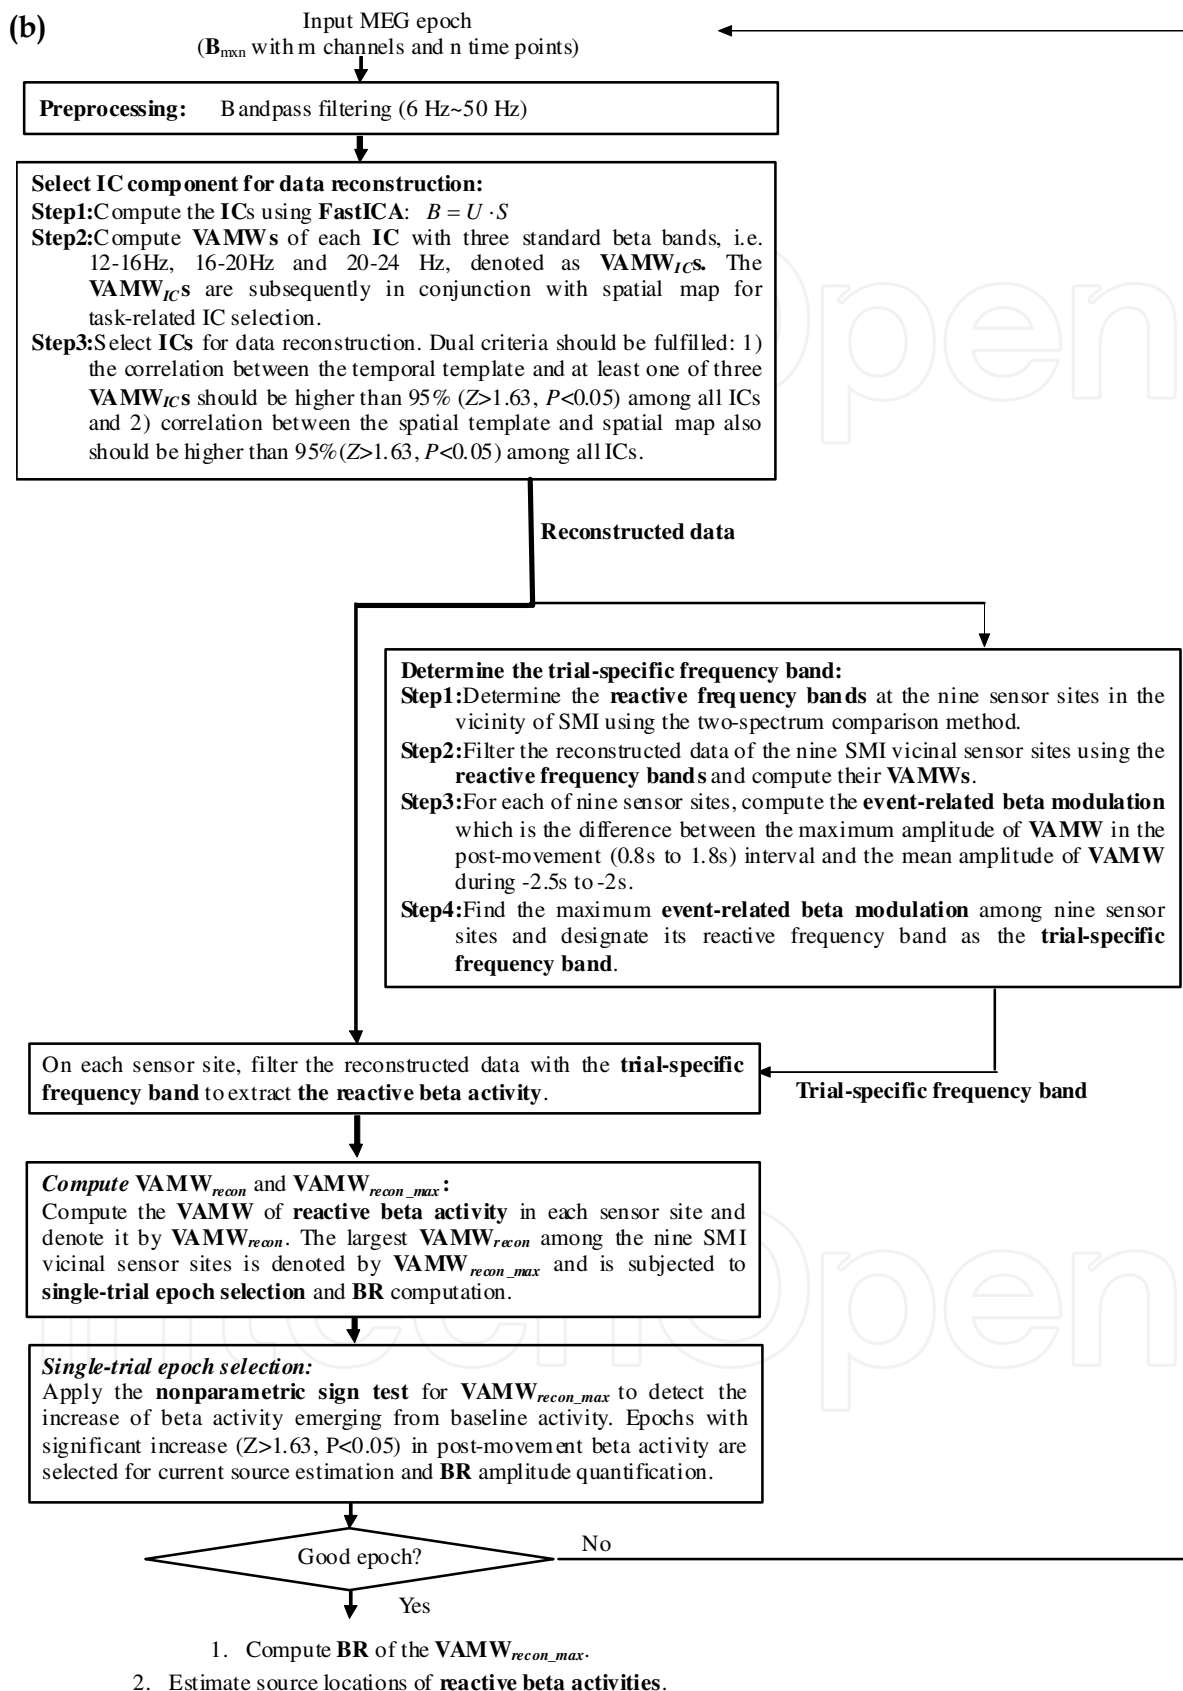 (b)
Input MEG epoch
(Bmxn with m channels and n time points)
Preprocessing: Bandpass filtering (6 Hz~50 Hz)
Select IC component for data reconstruction:
Step1:Compute the ICs using FastICA: B = U · S
Step2:Compute VAMWs of each IC with three standard beta bands, i.e.
12-16Hz, 16-20Hz and 20-24 Hz, denoted as VAMWICs. The
VAMWICs are subsequently in conjunction with spatial map for
task-related IC selection.
Step3:Select ICs for data reconstruction. Dual criteria should be fulfilled: 1)
the correlation between the temporal template and at least one of three
VAMWICs should be higher than 95% (Z>1.63, P<0.05) among all ICs
and 2) correlation between the spatial template and spatial map also
should be higher than 95%(Z>1.63, P<0.05) among all ICs.
Reconstructed data
Determine the trial-specific frequency band:
Step1:Determine the reactive frequency bands at the nine sensor sites in the
vicinity of SMI using the two-spectrum comparison method.
Step2:Filter the reconstructed data of the nine SMI vicinal sensor sites using the
reactive frequency bands and compute their VAMWs.
Step3:For each of nine sensor sites, compute the event-related beta modulation
which is the difference between the maximum amplitude of VAMW in the
post-movement (0.8s to 1.8s) interval and the mean amplitude of VAMW
during -2.5s to -2s.
Step4:Find the maximum event-related beta modulation among nine sensor
sites and designate its reactive frequency band as the trial-specific
frequency band.
On each sensor site, filter the reconstructed data with the trial-specific
frequency band to extract the reactive beta activity.
Trial-specific frequency band
Compute VAMWrecon and VAMWrecon_max:
Compute the VAMW of reactive beta activity in each sensor site and
denote it by VAMWrecon. The largest VAMWrecon among the nine SMI
vicinal sensor sites is denoted by VAMWrecon_max and is subjected to
single-trial epoch selection and BR computation.
Single-trial epoch selection:
Apply the nonparametric sign test for VAMWrecon_max to detect the
increase of beta activity emerging from baseline activity. Epochs with
significant increase (Z>1.63, P<0.05) in post-movement beta activity are
selected for current source estimation and BR amplitude quantification.
Good epoch?
No
Yes
1. Compute BR of the VAMWrecon_max.
2. Estimate source locations of reactive beta activities.
IntechOpen
IntechOpen